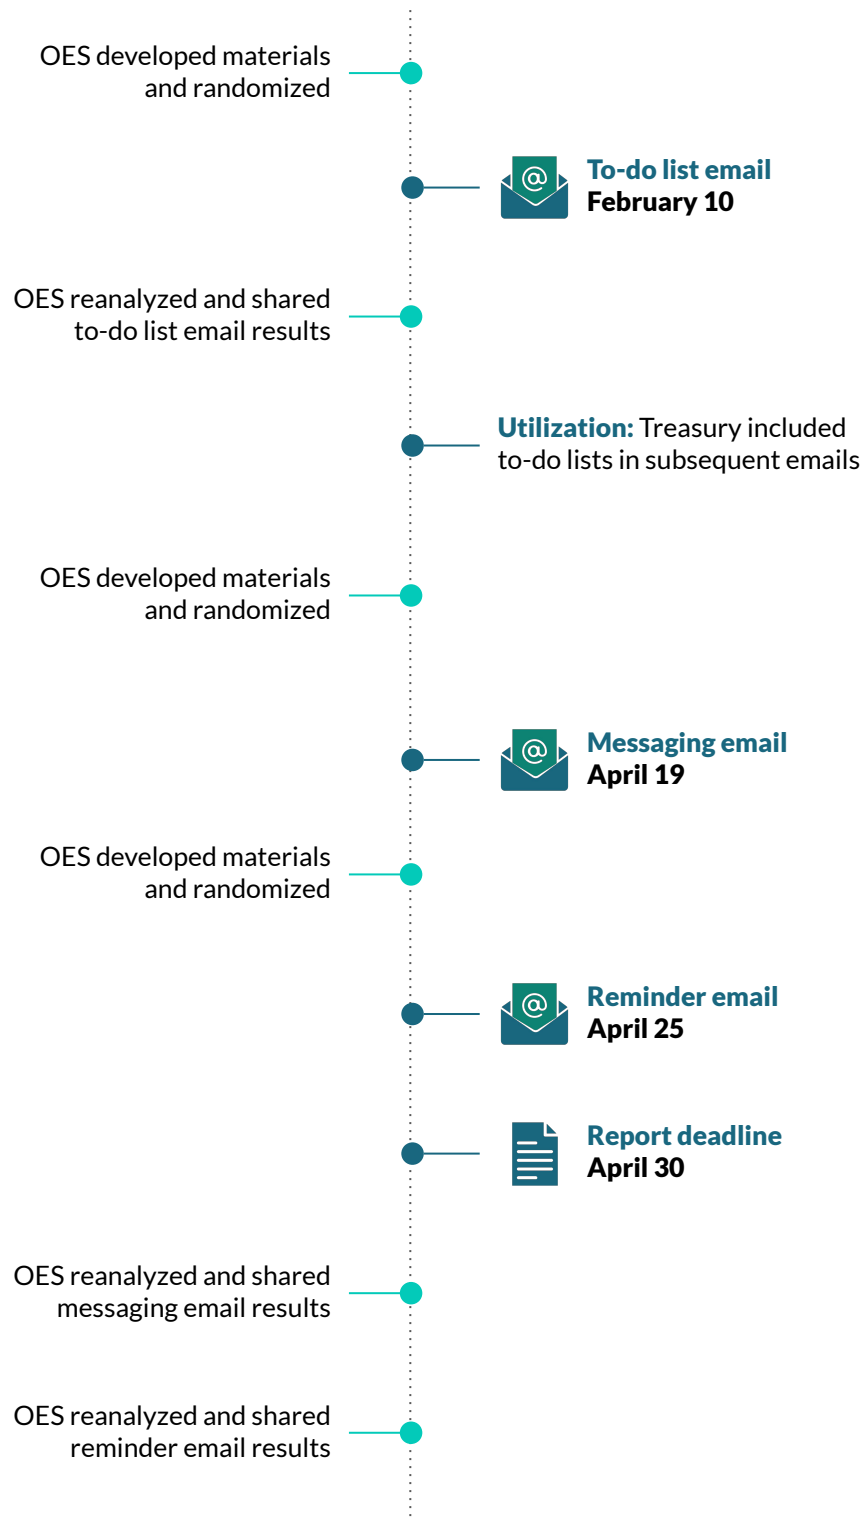 OES developed materials
and randomized
To-do list email
February 10
OES reanalyzed and shared
to-do list email results
Utilization: Treasury included
to-do lists in subsequent emails
OES developed materials
and randomized
Messaging email
April 19
OES developed materials
and randomized
Reminder email
April 25
Report deadline
April 30
OES reanalyzed and shared
messaging email results
OES reanalyzed and shared
reminder email results